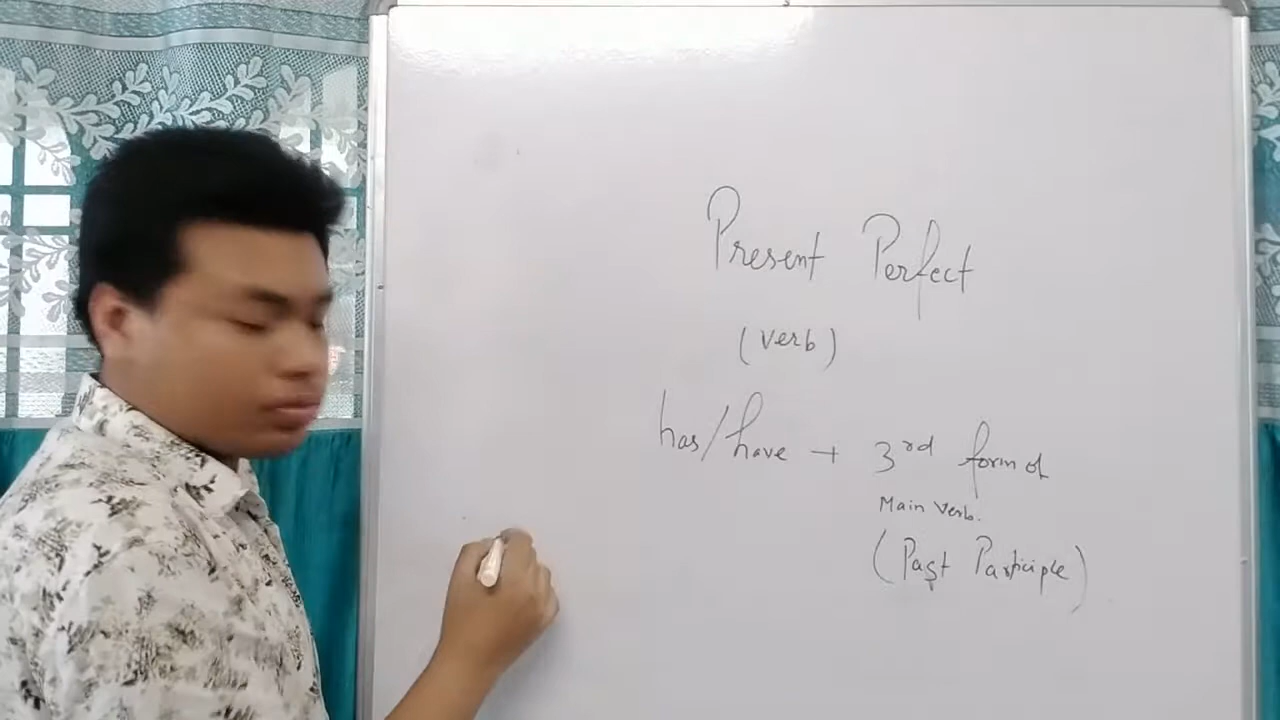 Present Perfect
(verb)
has/have + 3rd form of
Main verb.
(Past Participle)